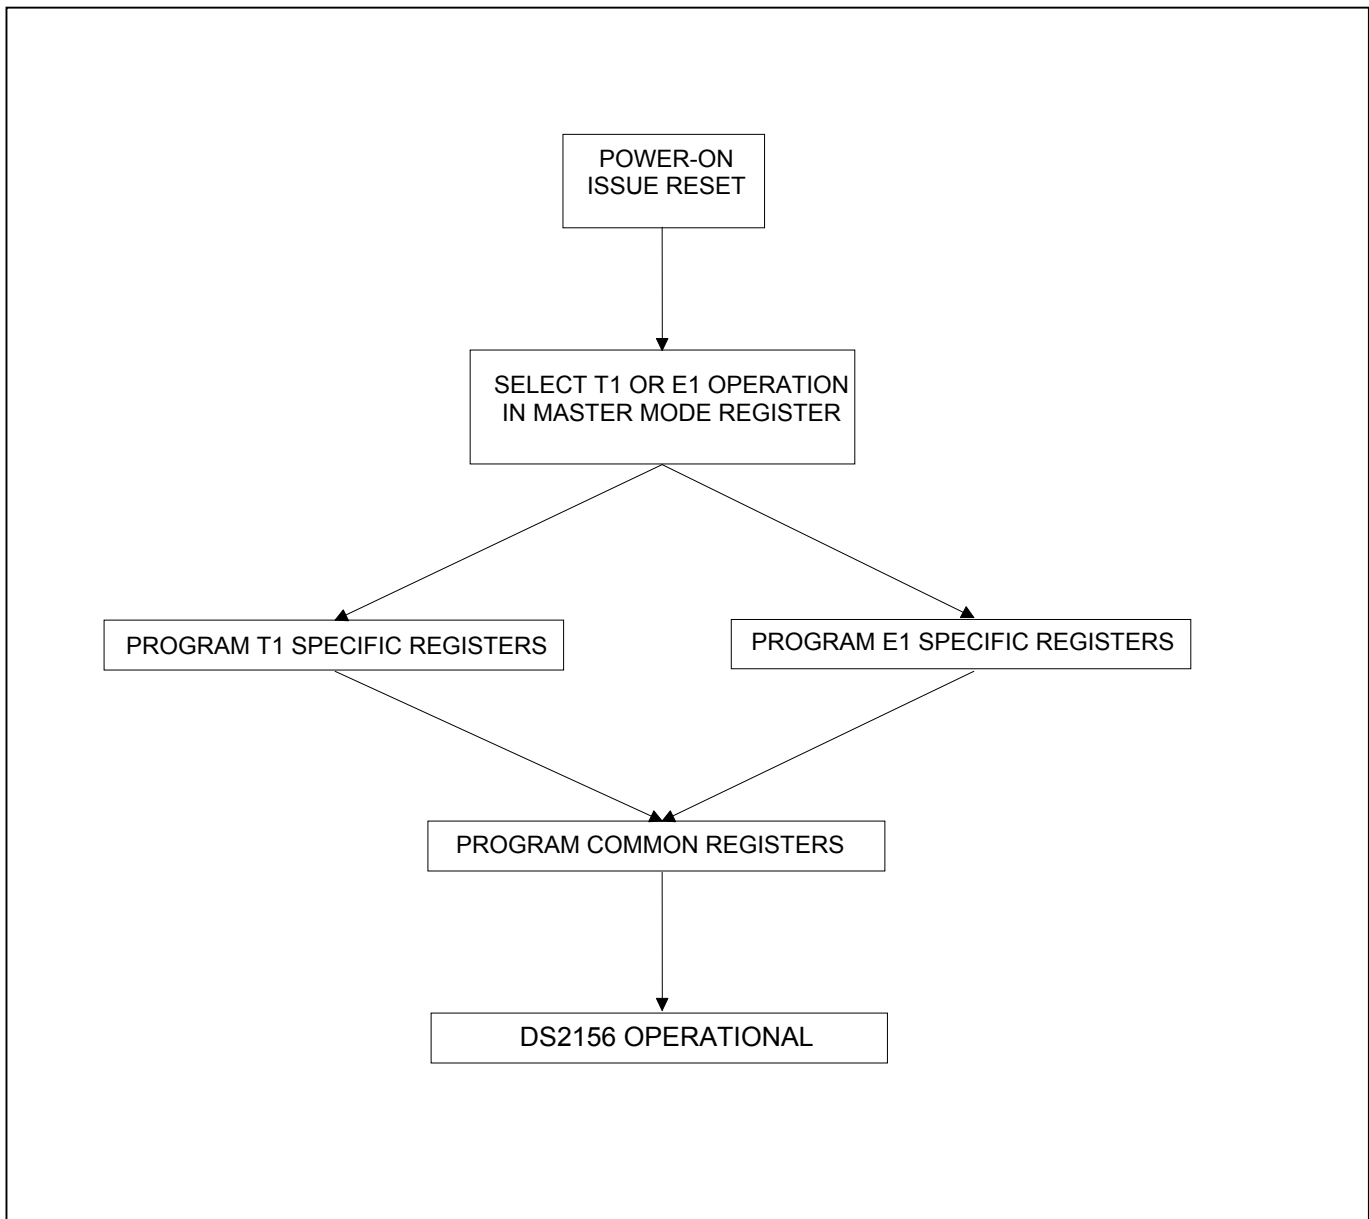 POWER-ON
ISSUE RESET
SELECT T1 OR E1 OPERATION
IN MASTER MODE REGISTER
PROGRAM T1 SPECIFIC REGISTERS
PROGRAM E1 SPECIFIC REGISTERS
PROGRAM COMMON REGISTERS
DS2156 OPERATIONAL